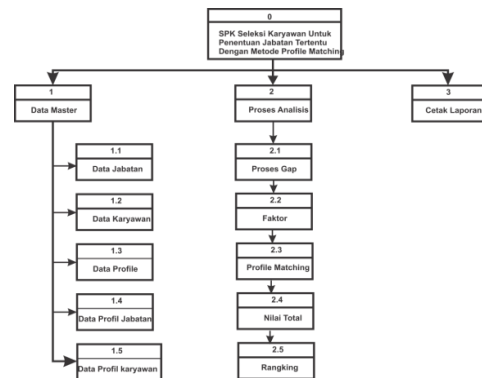 0
SPK Seleksi Karyawan Untuk
Penentuan Jabatan Tertentu
Dengan Metode Profile Matching
1
Data Master
2
Proses Analisis
3
Cetak Laporan
1.1
Data Jabatan
1.2
Data Karyawan
1.3
Data Profile
1.4
Data Profil Jabatan
1.5
Data Profil karyawan
2.1
Proses Gap
2.2
Faktor
2.3
Profile Matching
2.4
Nilai Total
2.5
Rangking